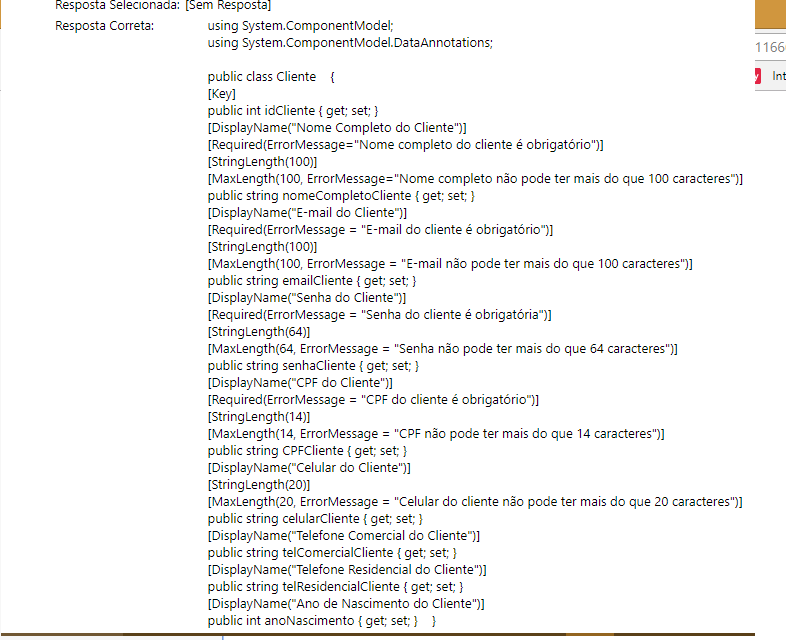 Resposta Selecionada: [Sem Resposta]
Resposta Correta: using System.ComponentModel;
using System.ComponentModel.DataAnnotations;
public class Cliente {
[Key]
public int idCliente { get; set; }
[DisplayName("Nome Completo do Cliente")]
[Required(ErrorMessage="Nome completo do cliente é obrigatório")]
[StringLength(100)]
[MaxLength(100, ErrorMessage="Nome completo não pode ter mais do que 100 caracteres")]
public string nomeCompletoCliente { get; set; }
[DisplayName("E-mail do Cliente")]
[Required(ErrorMessage = "E-mail do cliente é obrigatório")]
[StringLength(100)]
[MaxLength(100, ErrorMessage = "E-mail não pode ter mais do que 100 caracteres")]
public string emailCliente { get; set; }
[DisplayName("Senha do Cliente")]
[Required(ErrorMessage = "Senha do cliente é obrigatória")]
[StringLength(64)]
[MaxLength(64, ErrorMessage = "Senha não pode ter mais do que 64 caracteres")]
public string senhaCliente { get; set; }
[DisplayName("CPF do Cliente")]
[Required(ErrorMessage = "CPF do cliente é obrigatório")]
[StringLength(14)]
[MaxLength(14, ErrorMessage = "CPF não pode ter mais do que 14 caracteres")]
public string CPFCliente { get; set; }
[DisplayName("Celular do Cliente")]
[StringLength(20)]
[MaxLength(20, ErrorMessage = "Celular do cliente não pode ter mais do que 20 caracteres")]
public string celularCliente { get; set; }
[DisplayName("Telefone Comercial do Cliente")]
public string telComercialCliente { get; set; }
[DisplayName("Telefone Residencial do Cliente")]
public string telResidencialCliente { get; set; }
[DisplayName("Ano de Nascimento do Cliente")]
public int anoNascimento { get; set; } }